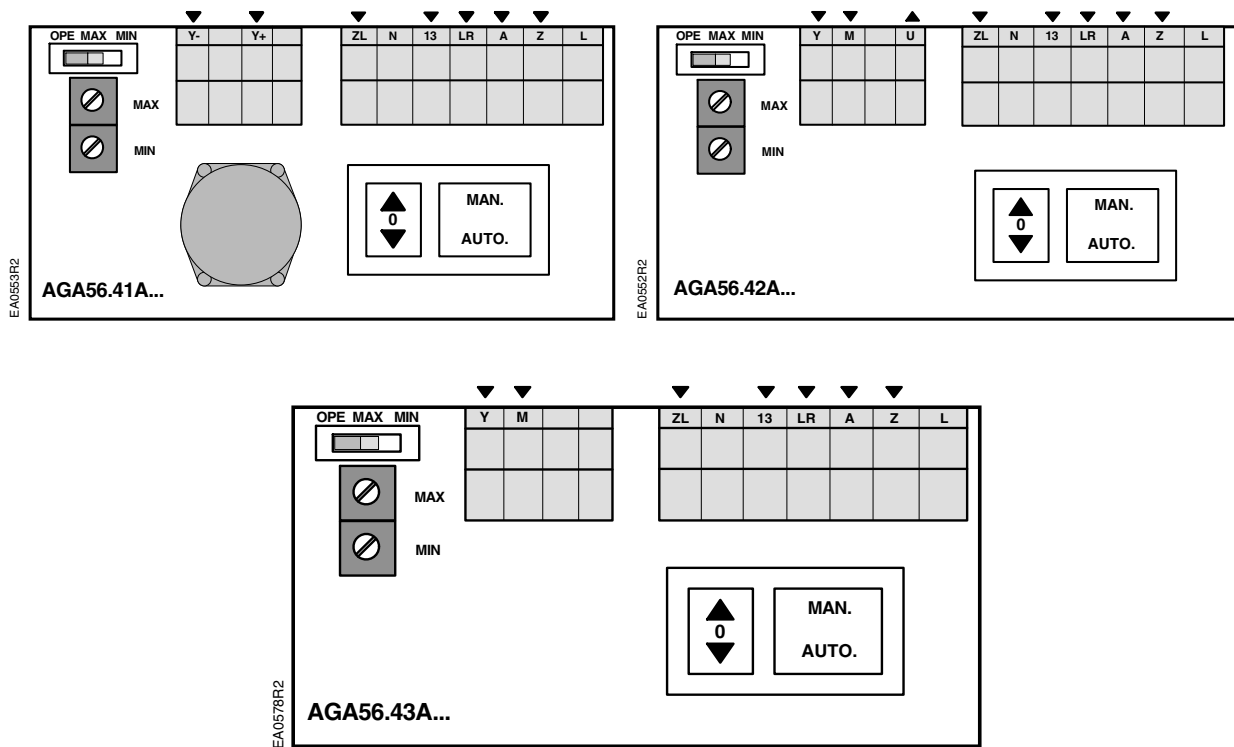 Y- Y+ ZL N 13 LR A Z L
OPE MAX MIN
MAX
MIN
MAN.
0
AUTO.
AGA56.41A...
EA0553R2
Y M U ZL N 13 LR A Z L
OPE MAX MIN
MAX
MIN
MAN.
0
AUTO.
AGA56.42A...
EA0552R2
OPE MAX MIN Y M ZL N 13 LR A Z L
MAX
MIN
MAN.
0
AUTO.
AGA56.43A...
EA0578R2